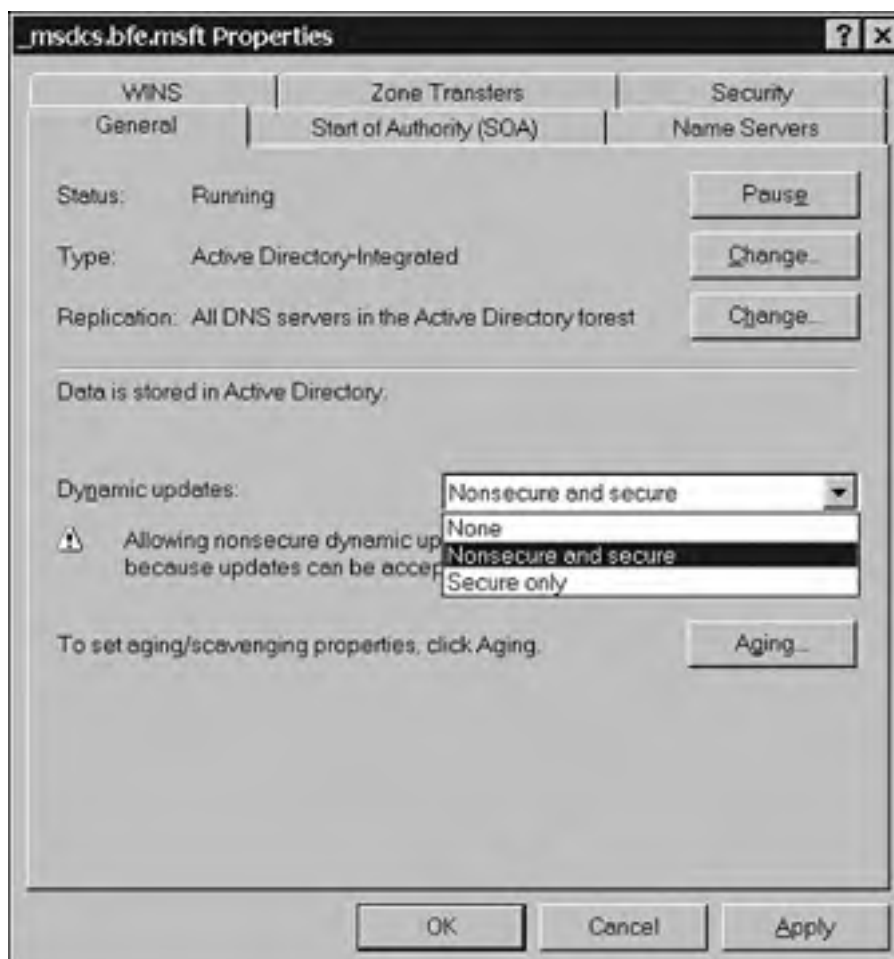 _msdcs.bfe.msft Properties
WINS Zone Transfers Security
General Start of Authority (SOA) Name Servers
Status: Running Pause
Type: Active Directory-Integrated Change...
Replication: All DNS servers in the Active Directory forest Change...
Data is stored in Active Directory.
Dynamic updates: Nonsecure and secure
None
Allowing nonsecure dynamic up
Nonsecure and secure
because updates can be accep
Secure only
To set aging/scavenging properties, click Aging. Aging...
OK Cancel Apply